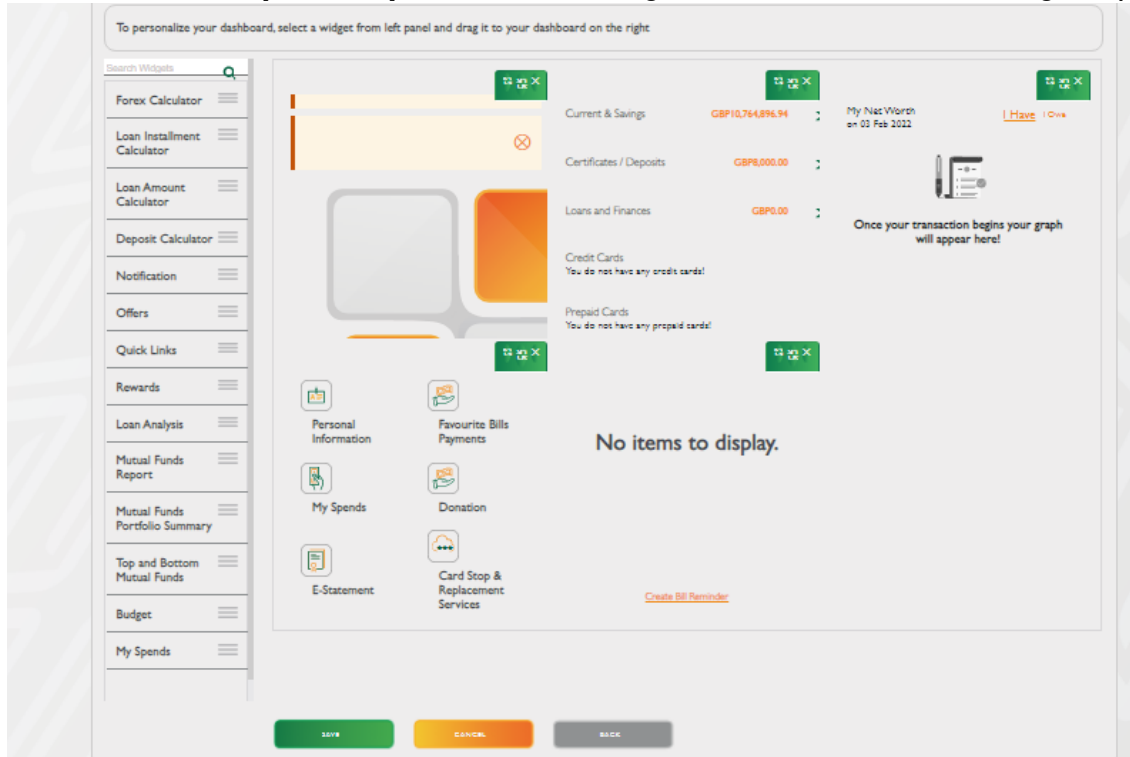 To personalize your dashboard, select a widget from left panel and drag it to your dashboard on the right
Search Widgets
Forex Calculator
Loan Installment
Calculator
Loan Amount
Calculator
Deposit Calculator
Notification
Offers
Quick Links
Rewards
Loan Analysis
Mutual Funds
Report
Mutual Funds
Portfolio Summary
Top and Bottom
Mutual Funds
Budget
My Spends
Current & Savings GBP10,764,896.94
Certificates / Deposits GBP8,000.00
Loans and Finances GBP0.00
Credit Cards
You do not have any credit cards!
Prepaid Cards
You do not have any prepaid cards!
My Net Worth
on 03 Feb 2022
I Have I Owe
Once your transaction begins your graph
will appear here!
Personal
Information
Favourite Bills
Payments
My Spends
Donation
E-Statement
Card Stop &
Replacement
Services
No items to display.
Create Bill Reminder
SAVE
CANCEL
BACK